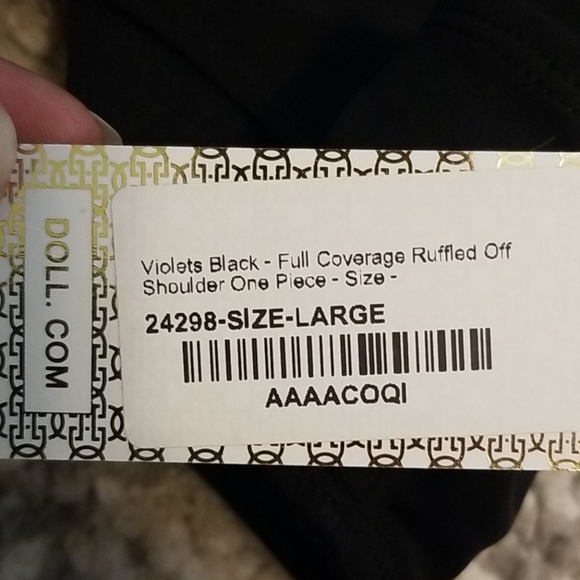 DOLL. COM
Violets Black - Full Coverage Ruffled Off
Shoulder One Piece - Size -
24298-SIZE-LARGE
AAAACOQI